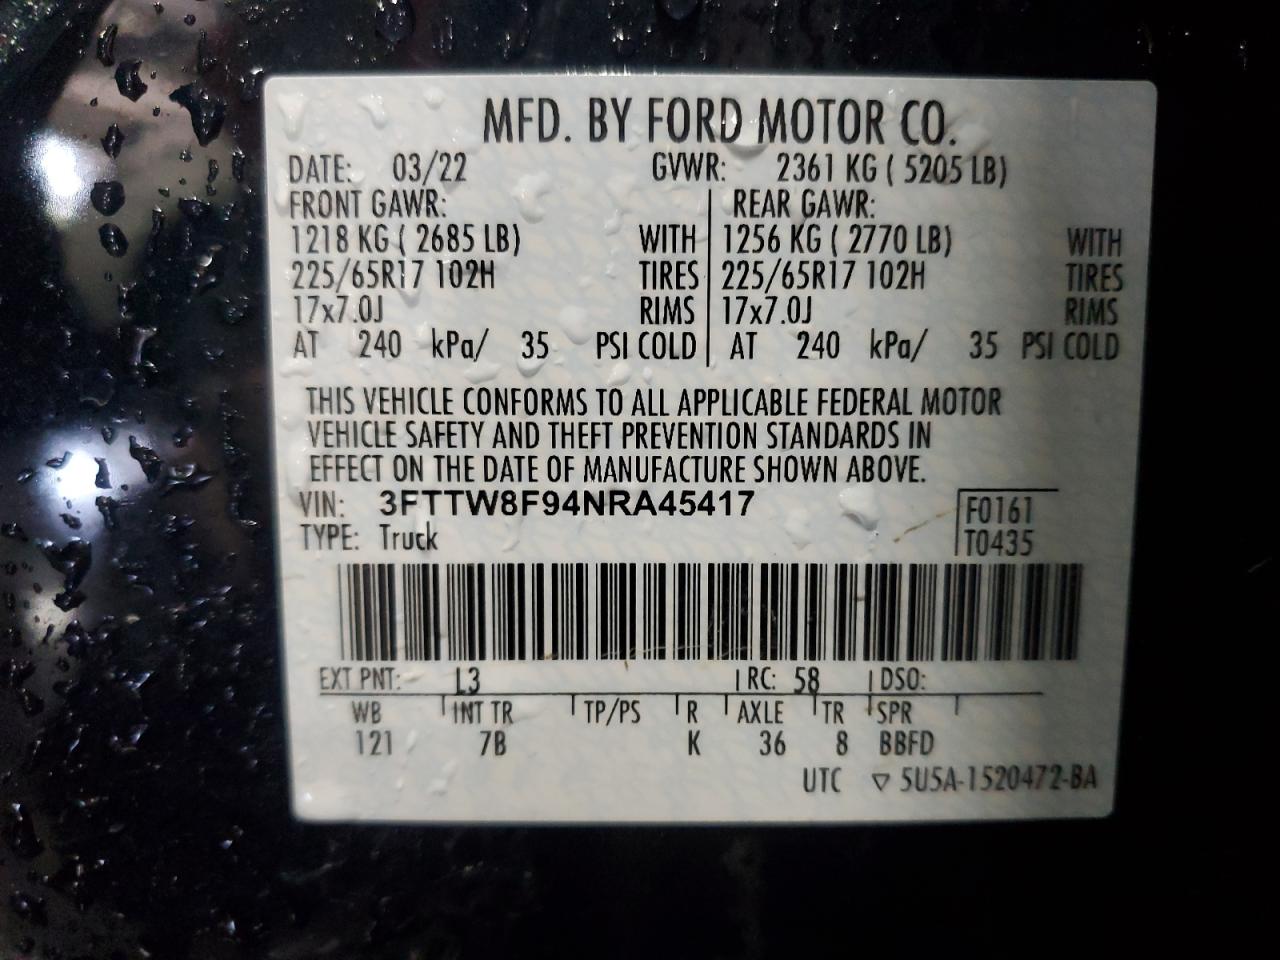 MFD. BY FORD MOTOR CO.
DATE: 03/22 GVWR: 2361 KG ( 5205 LB)
FRONT GAWR: REAR GAWR:
1218 KG ( 2685 LB) WITH 1256 KG ( 2770 LB) WITH
225/65R17 102H TIRES 225/65R17 102H TIRES
17x7.0J RIMS 17x7.0J RIMS
AT 240 kPa/ 35 PSI COLD AT 240 kPa/ 35 PSI COLD
THIS VEHICLE CONFORMS TO ALL APPLICABLE FEDERAL MOTOR
VEHICLE SAFETY AND THEFT PREVENTION STANDARDS IN
EFFECT ON THE DATE OF MANUFACTURE SHOWN ABOVE.
VIN: 3FTTW8F94NRA45417 F0161
TYPE: Truck T0435
EXT PNT: L3 RC: 58 DSO:
WB INT TR TP/PS R AXLE TR SPR
121 7B K 36 8 BBFD
UTC ▽ 5U5A-1520472-BA